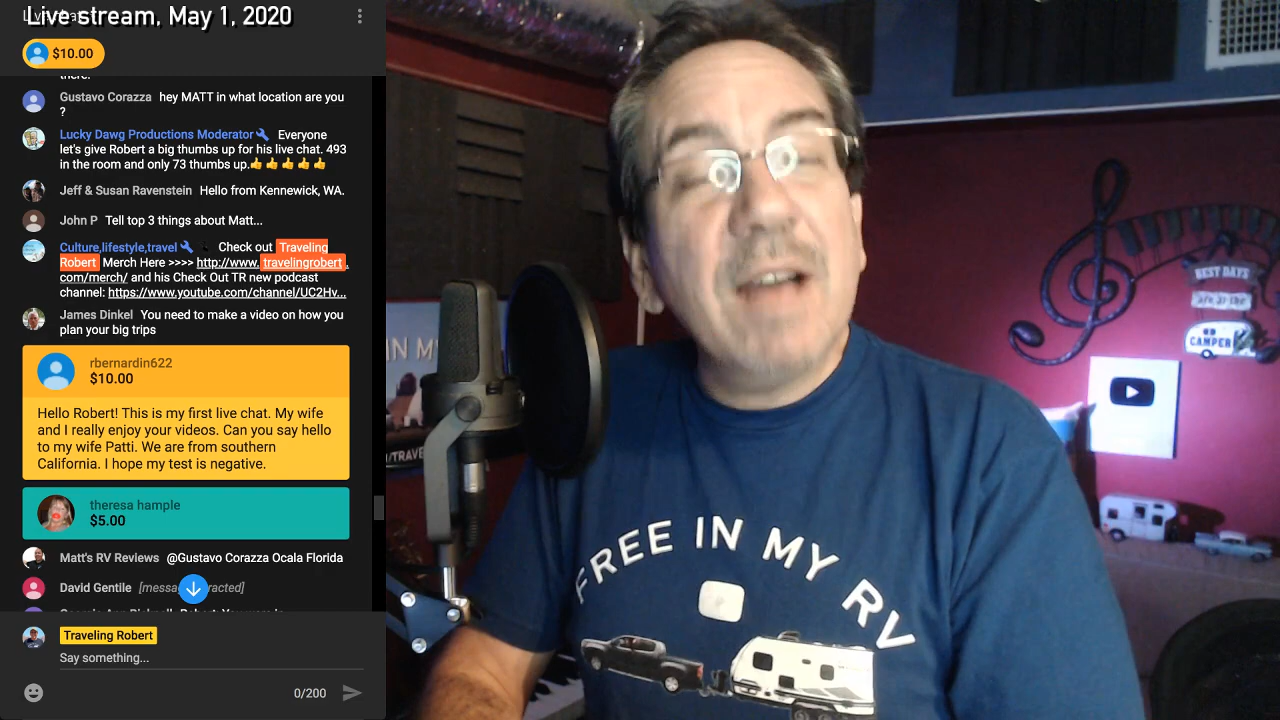 Live stream, May 1, 2020
$10.00
there.
Gustavo Corazza hey MATT in what location are you
?
Lucky Dawg Productions Moderator Everyone
let's give Robert a big thumbs up for his live chat. 493
in the room and only 73 thumbs up.👍👍👍👍👍
Jeff & Susan Ravenstein Hello from Kennewick, WA.
John P Tell top 3 things about Matt...
Culture,lifestyle,travel Check out Traveling
Robert Merch Here >>>> http://www.travelingrobert.
com/merch/ and his Check Out TR new podcast
channel: https://www.youtube.com/channel/UC2Hv...
James Dinkel You need to make a video on how you
plan your big trips
rbernardin622
$10.00
Hello Robert! This is my first live chat. My wife
and I really enjoy your videos. Can you say hello
to my wife Patti. We are from southern
California. I hope my test is negative.
theresa hample
$5.00
Matt's RV Reviews @Gustavo Corazza Ocala Florida
David Gentile
Traveling Robert
Say something...
0/200
IN MY
/TRAVE
BEST DAYS
are at the
CAMPER
FREE IN MY RV